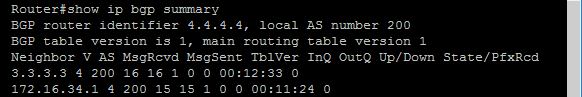 Router#show ip bgp summary
BGP router identifier 4.4.4.4, local AS number 200
BGP table version is 1, main routing table version 1
Neighbor V AS MsgRcvd MsgSent TblVer InQ OutQ Up/Down State/PfxRcd
3.3.3.3 4 200 16 16 1 0 0 00:12:33 0
172.16.34.1 4 200 15 15 1 0 0 00:11:24 0